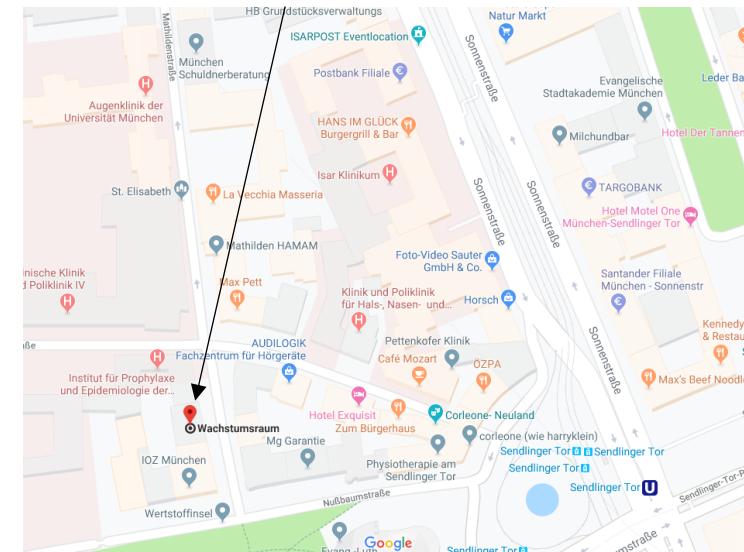 HB Grundstücksverwaltungs
Natur Markt
Mathildenstraße
ISARPOST Eventlocation
Sonnenstraße
München
Schuldnerberatung
Postbank Filiale
Evangelische
Stadtakademie München
Leder Ba
Augenklinik der
Universität München
HANS IM GLÜCK
Burgergrill & Bar
Milchundbar
Hotel Der Tannen
Isar Klinikum
St. Elisabeth
La Vecchia Masseria
TARGOBANK
Sonnenstraße
Sonnenstraße
Hotel Motel One
München-Sendlinger Tor
Mathilden HAMAM
Foto-Video Sauter
GmbH & Co.
inische Klinik
d Poliklinik IV
Max Pett
Klinik und Poliklinik
für Hals-, Nasen- und...
Horsch
Santander Filiale
München - Sonnenstr
Sonnenstraße
Kennedy
& Restau
aße
AUDILOGIK
Fachzentrum für Hörgeräte
Pettenkofer Klinik
Café Mozart
ÖZPA
Institut für Prophylaxe
und Epidemiologie der...
Max's Beef Noodl
Hotel Exquisit
Zum Bürgerhaus
Corleone- Neuland
Wachstumsraum
Mg Garantie
corleone (wie harryklein)
Sendlinger Tor
Sendlinger Tor
IOZ München
Physiotherapie am
Sendlinger Tor
Sendlinger Tor
Sendlinger Tor
U
Nußbaumstraße
Sendlinger-Tor-P
Wertstoffinsel
Evang.-Luth
Google
Sendlinger Tor
mstraße